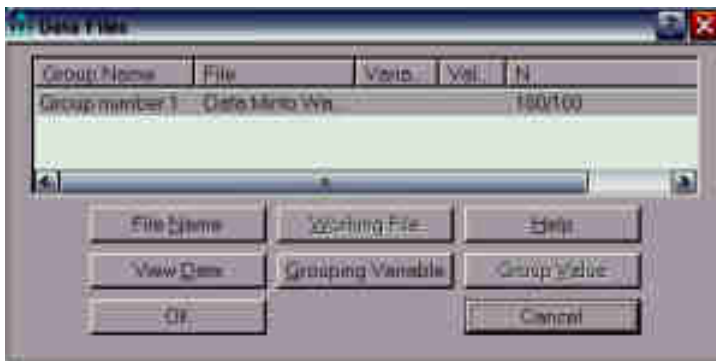 Data Files
Group Name File Varia.. Val.. N
Group number 1 Data Minto Wa... 100/100
File Name Working File Help
View Data Grouping Variable Group Value
OK Cancel